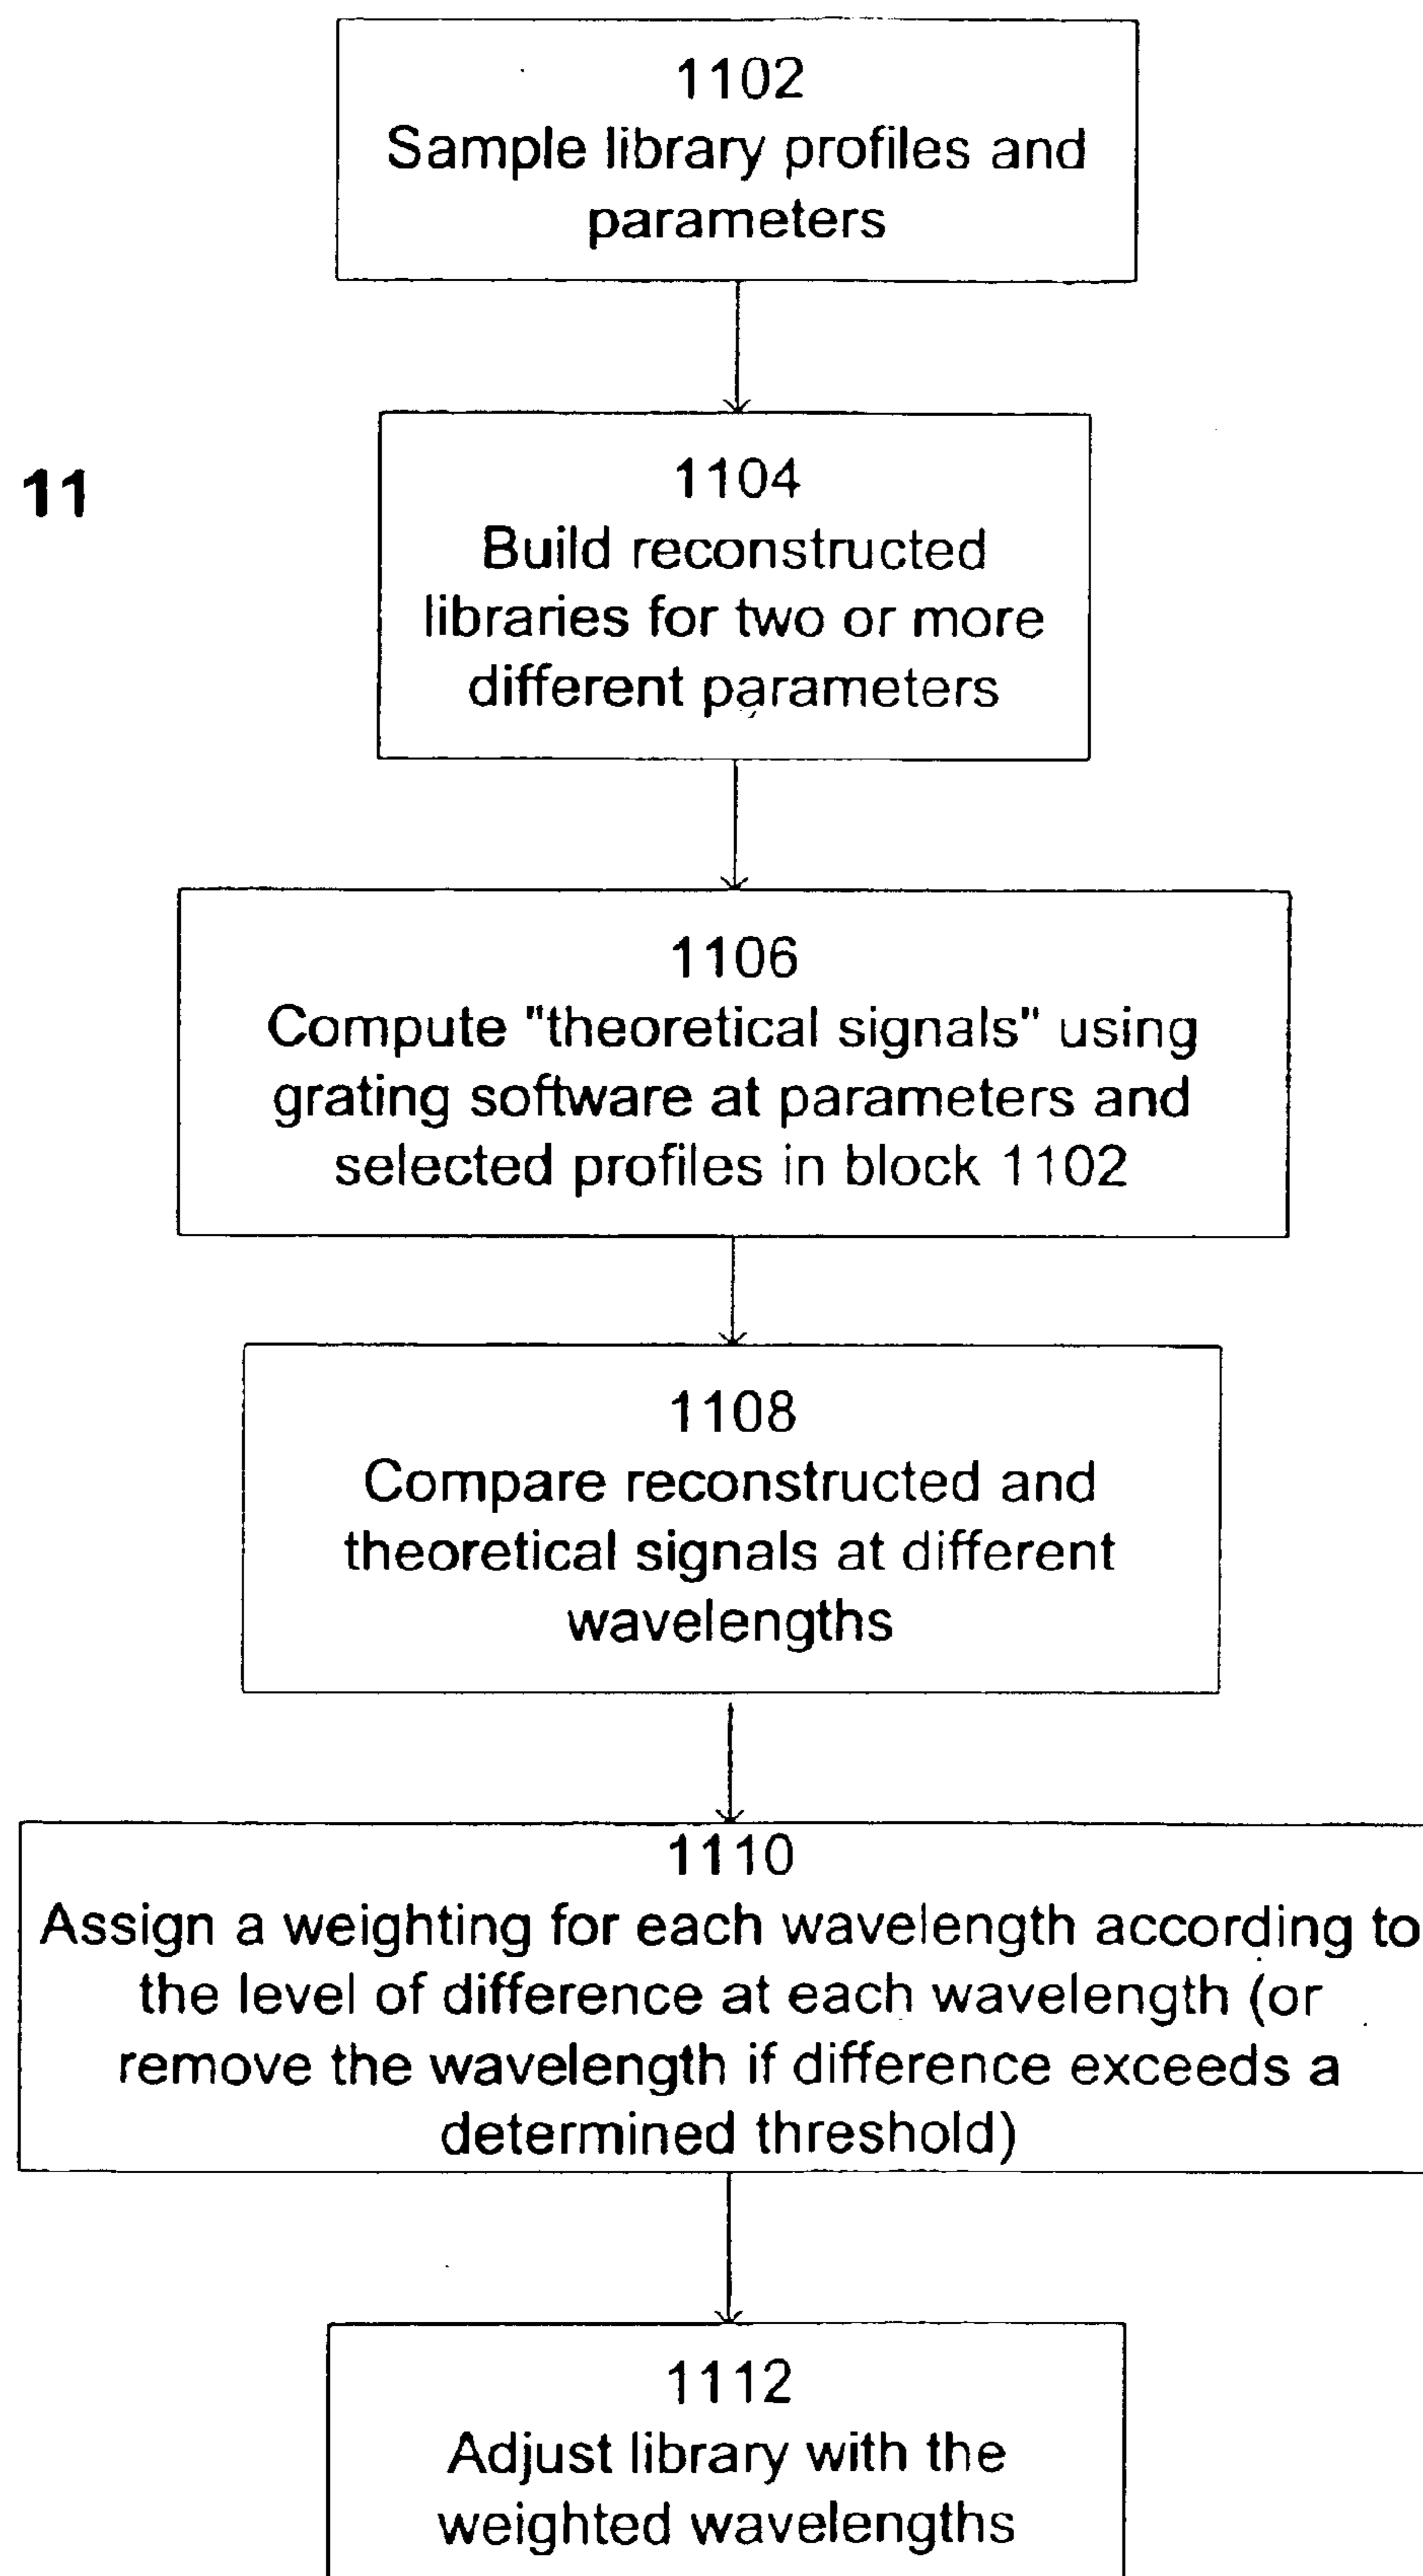 1102
Sample library profiles and
parameters
11
1104
Build reconstructed
libraries for two or more
different parameters
1106
Compute "theoretical signals" using
grating software at parameters and
selected profiles in block 1102
1108
Compare reconstructed and
theoretical signals at different
wavelengths
1110
Assign a weighting for each wavelength according to
the level of difference at each wavelength (or
remove the wavelength if difference exceeds a
determined threshold)
1112
Adjust library with the
weighted wavelengths